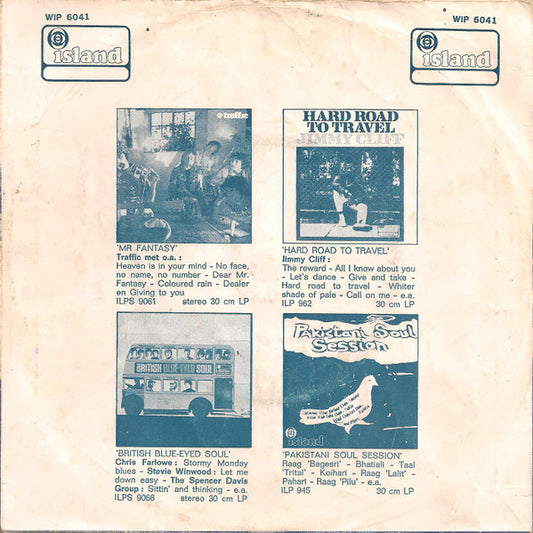 WIP 6041
island
WIP 6041
island
traffic
'MR FANTASY'
Traffic met o.a. :
Heaven is in your mind - No face,
no name, no number - Dear Mr.
Fantasy - Coloured rain - Dealer
en Giving to you
ILPS 9061 stereo 30 cm LP
HARD ROAD
TO TRAVEL
JIMMY CLIFF
'HARD ROAD TO TRAVEL'
Jimmy Cliff :
The reward - All I know about you
- Let's dance - Give and take -
Hard road to travel - Whiter
shade of pale - Call on me - e.a.
ILP 962 30 cm LP
BRITISH BLUE-EYED SOUL
'BRITISH BLUE-EYED SOUL'
Chris Farlowe : Stormy Monday
blues - Stevie Winwood : Let me
down easy - The Spencer Davis
Group : Sittin' and thinking - e.a.
ILPS 9066 30 cm LP
Pakistani Soul
Session
island
'PAKISTANI SOUL SESSION'
Raag 'Bagesri' - Bhatiali - Taal
'Trital' - Koihari - Raag 'Lalit' -
Pahari - Raag 'Pilu' - e.a.
ILP 945 30 cm LP